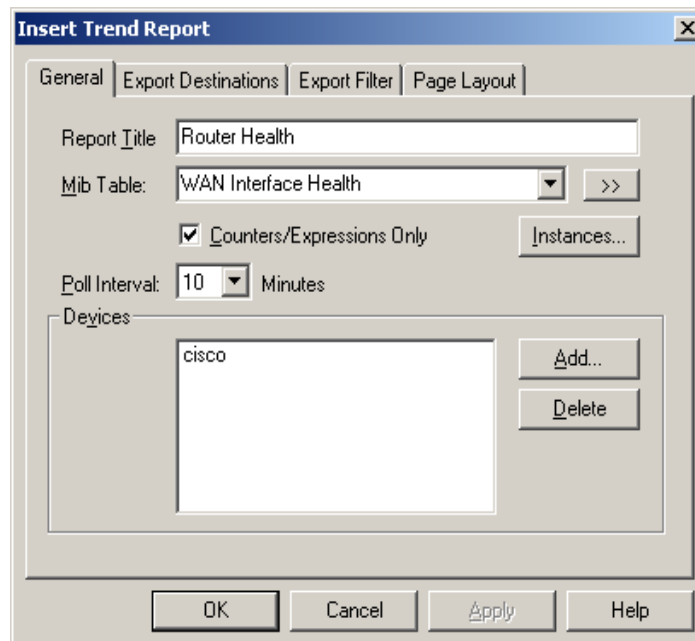 Insert Trend Report
General Export Destinations Export Filter Page Layout
Report Title Router Health
Mib Table: WAN Interface Health >>
Counters/Expressions Only Instances...
Poll Interval: 10 Minutes
Devices
cisco Add...
Delete
OK Cancel Apply Help